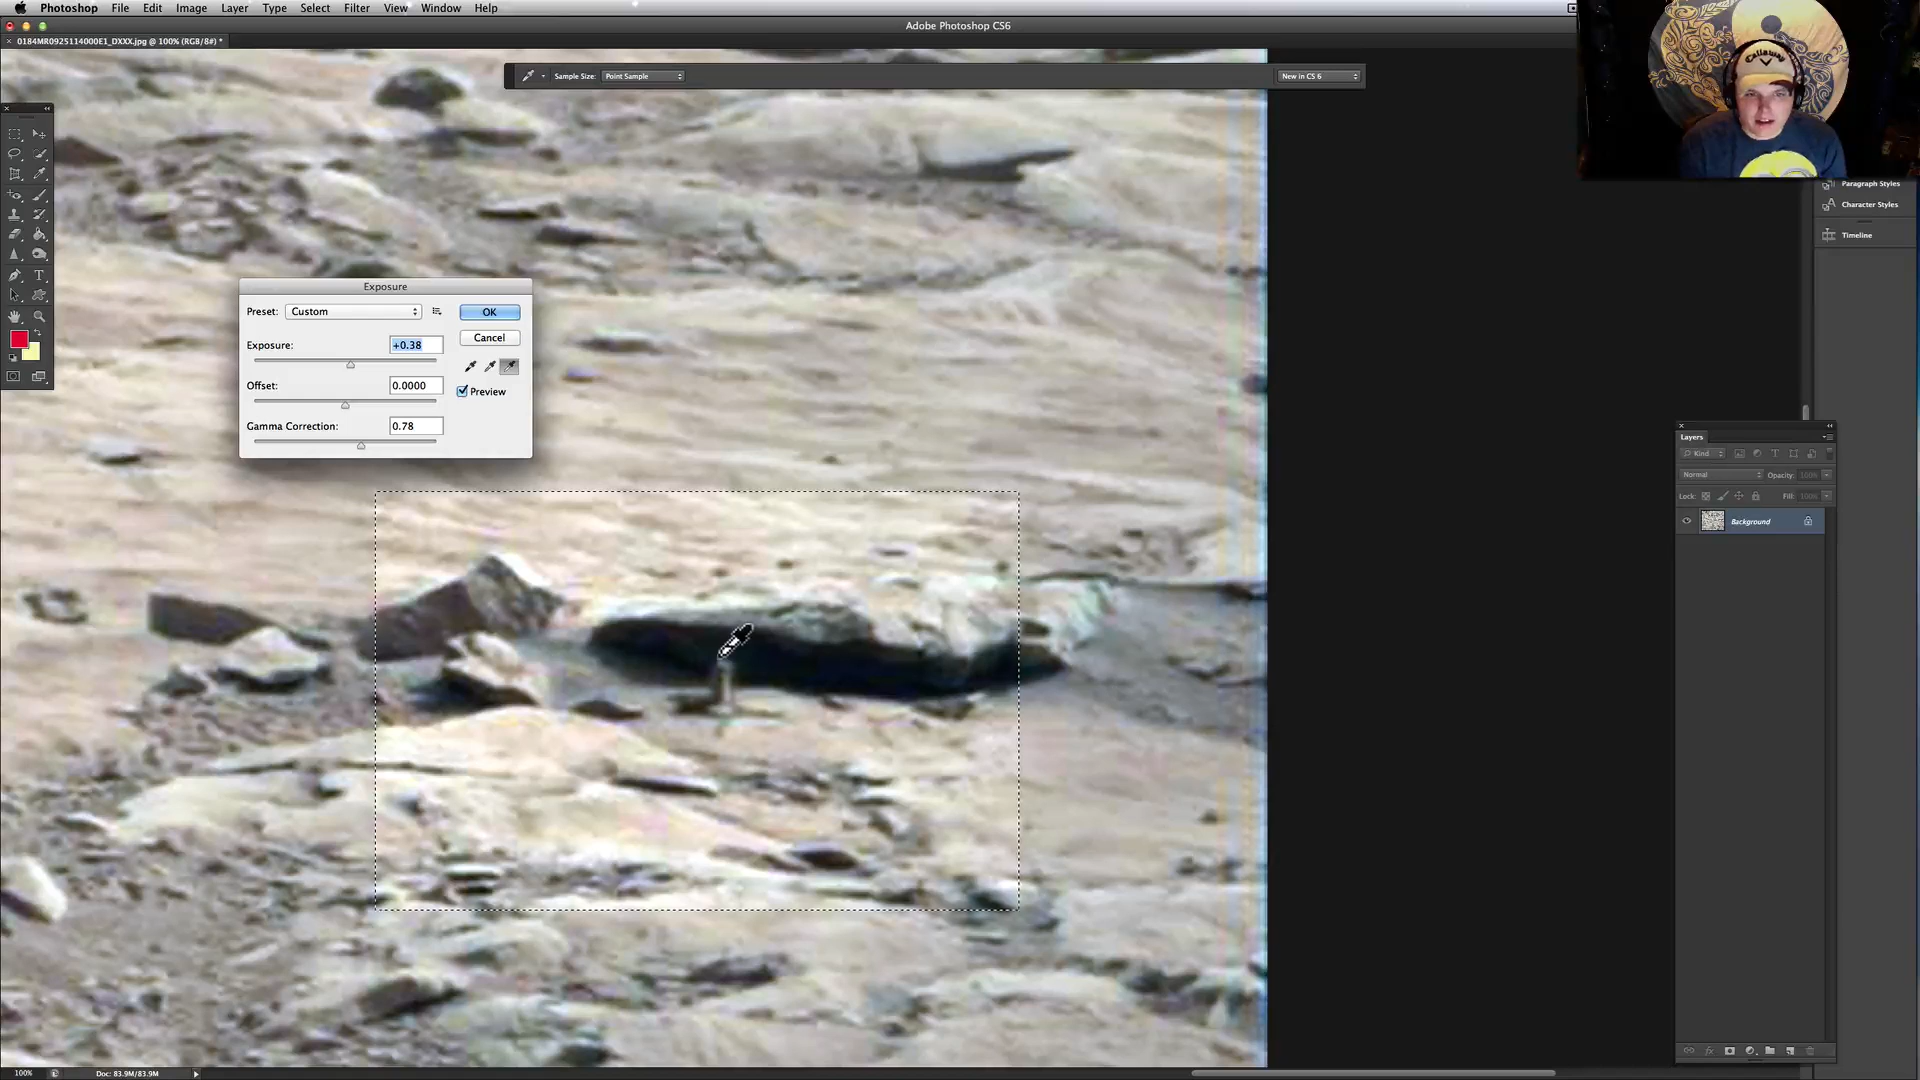 Photoshop File Edit Image Layer Type Select Filter View Window Help
Adobe Photoshop CS6
0184MR0925114000E1_DXXX.jpg @ 100% (RGB/8#) *
Sample Size: Point Sample
New in CS 6
Callaway
Paragraph Styles
Character Styles
Timeline
Exposure
Preset: Custom
OK
Cancel
Exposure: +0.38
Offset: 0.0000
Preview
Gamma Correction: 0.78
Layers
Kind
Normal Opacity: 100%
Lock: Fill: 100%
Background
100% Doc: 83.9M/83.9M